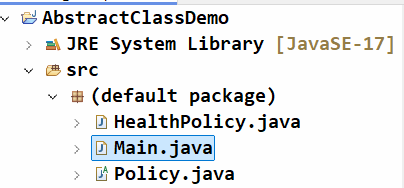 AbstractClassDemo
JRE System Library [JavaSE-17]
src
(default package)
HealthPolicy.java
Main.java
Policy.java